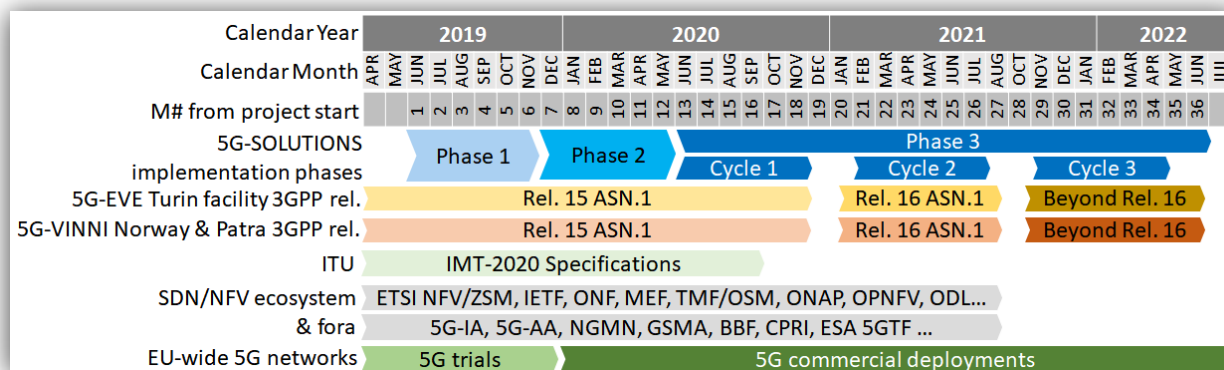 Calendar Year 2019 2020 2021 2022
Calendar Month APR MAY JUN JUL AUG SEP OCT NOV DEC JAN FEB MAR APR MAY JUN JUL AUG SEP OCT NOV DEC JAN FEB MAR APR MAY JUN JUL AUG OCT NOV DEC JAN FEB MAR APR MAY JUN JUL
M# from project start 1 2 3 4 5 6 7 8 9 10 11 12 13 14 15 16 17 18 19 20 21 22 23 24 25 26 27 28 29 30 31 32 33 34 35 36
5G-SOLUTIONS Phase 1 Phase 2 Phase 3
implementation phases Cycle 1 Cycle 2 Cycle 3
5G-EVE Turin facility 3GPP rel. Rel. 15 ASN.1 Rel. 16 ASN.1 Beyond Rel. 16
5G-VINNI Norway & Patra 3GPP rel. Rel. 15 ASN.1 Rel. 16 ASN.1 Beyond Rel. 16
ITU IMT-2020 Specifications
SDN/NFV ecosystem ETSI NFV/ZSM, IETF, ONF, MEF, TMF/OSM, ONAP, OPNFV, ODL...
& fora 5G-IA, 5G-AA, NGMN, GSMA, BBF, CPRI, ESA 5GTF ...
EU-wide 5G networks 5G trials 5G commercial deployments